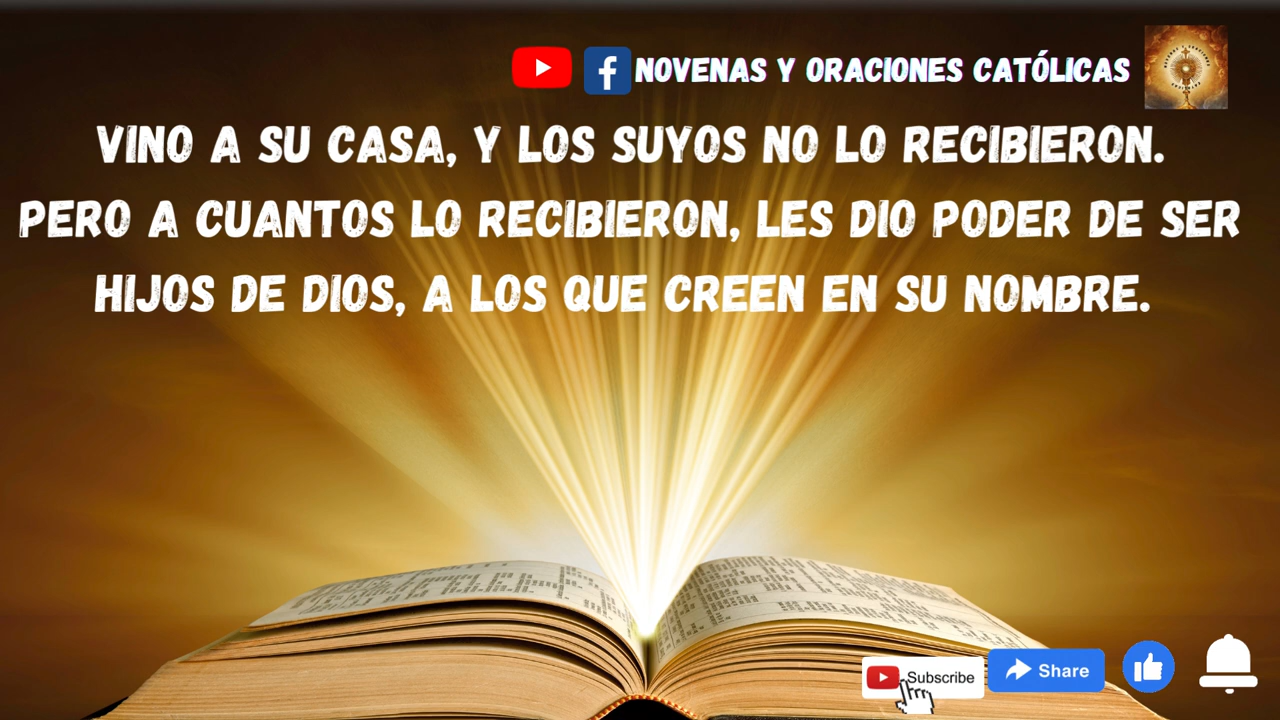 NOVENAS Y ORACIONES CATÓLICAS
VINO A SU CASA, Y LOS SUYOS NO LO RECIBIERON.
PERO A CUANTOS LO RECIBIERON, LES DIO PODER DE SER
HIJOS DE DIOS, A LOS QUE CREEN EN SU NOMBRE.
Subscribe
Share